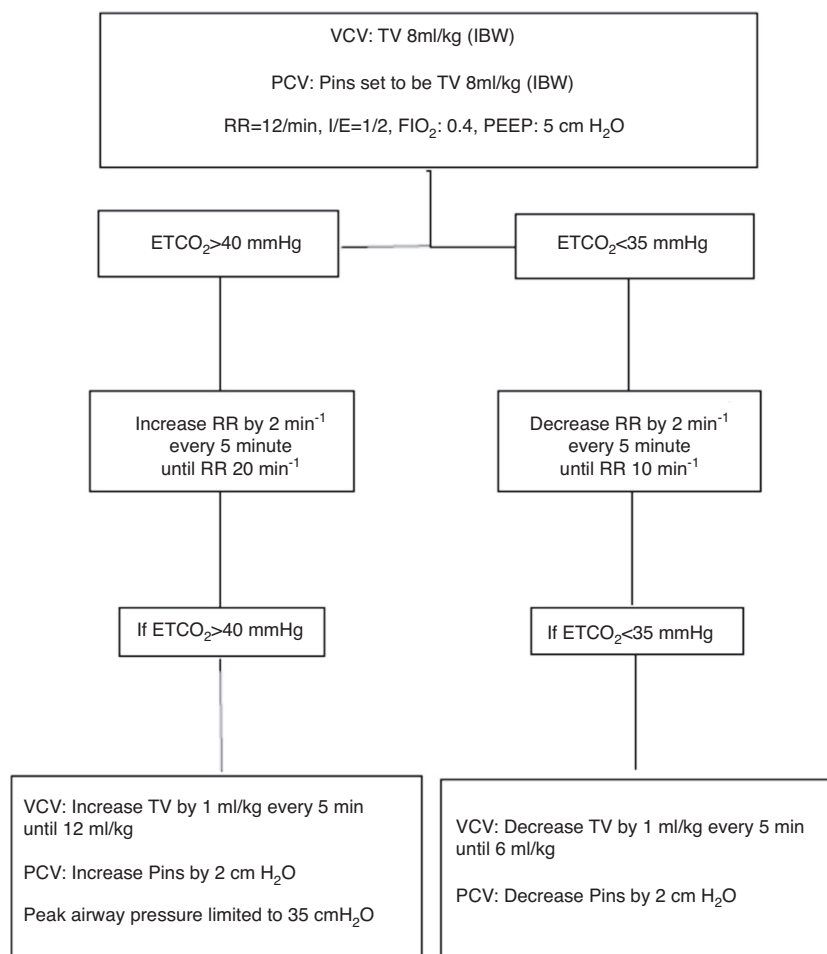 VCV: TV 8ml/kg (IBW)
PCV: Pins set to be TV 8ml/kg (IBW)
RR=12/min, I/E=1/2, FIO₂: 0.4, PEEP: 5 cm H₂O
ETCO₂>40 mmHg
ETCO₂<35 mmHg
Increase RR by 2 min⁻¹
every 5 minute
until RR 20 min⁻¹
Decrease RR by 2 min⁻¹
every 5 minute
until RR 10 min⁻¹
If ETCO₂>40 mmHg
If ETCO₂<35 mmHg
VCV: Increase TV by 1 ml/kg every 5 min
until 12 ml/kg
PCV: Increase Pins by 2 cm H₂O
Peak airway pressure limited to 35 cmH₂O
VCV: Decrease TV by 1 ml/kg every 5 min
until 6 ml/kg
PCV: Decrease Pins by 2 cm H₂O